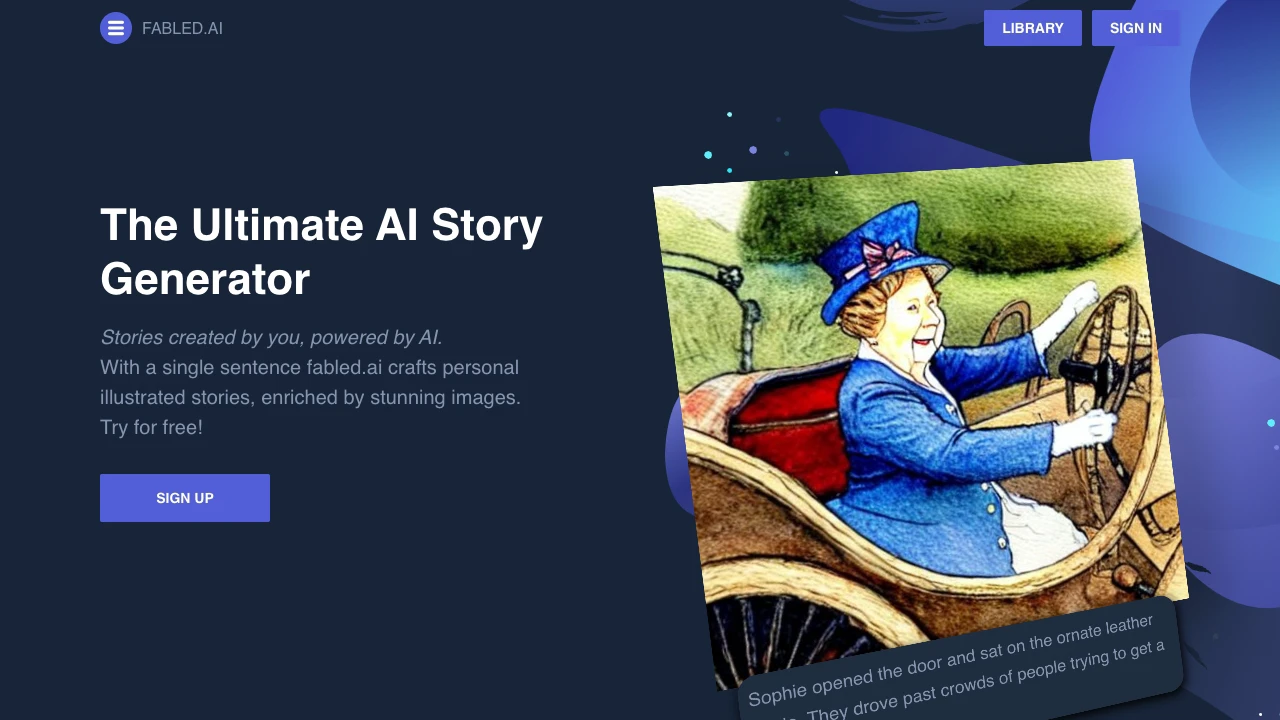 FABLED.AI
LIBRARY
SIGN IN
The Ultimate AI Story
Generator
Stories created by you, powered by AI.
With a single sentence fabled.ai crafts personal
illustrated stories, enriched by stunning images.
Try for free!
SIGN UP
Sophie opened the door and sat on the ornate leather
They drove past crowds of people trying to get a